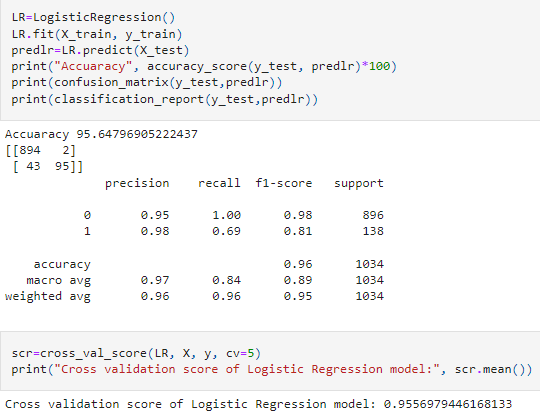 LR=LogisticRegression()
LR.fit(X_train, y_train)
predlr=LR.predict(X_test)
print("Accuaracy", accuracy_score(y_test, predlr)*100)
print(confusion_matrix(y_test,predlr))
print(classification_report(y_test,predlr))
Accuaracy 95.64796905222437
[[894   2]
 [ 43  95]]
              precision    recall  f1-score   support
           0       0.95      1.00      0.98       896
           1       0.98      0.69      0.81       138
    accuracy                           0.96      1034
   macro avg       0.97      0.84      0.89      1034
weighted avg       0.96      0.96      0.95      1034
scr=cross_val_score(LR, X, y, cv=5)
print("Cross validation score of Logistic Regression model:", scr.mean())
Cross validation score of Logistic Regression model: 0.9556979446168133